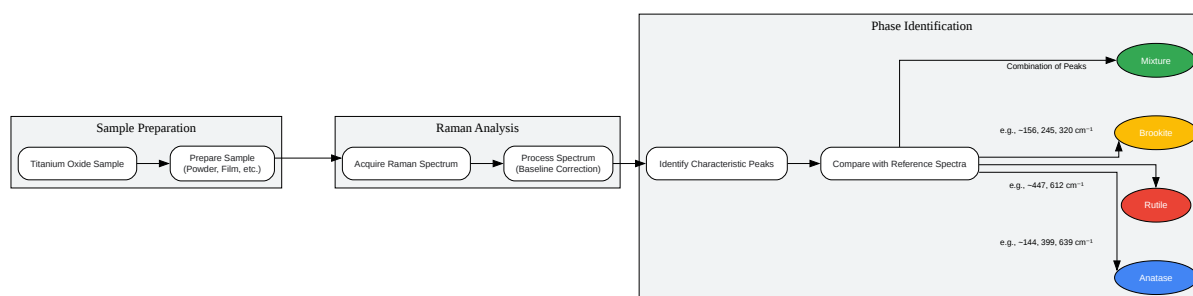 Sample Preparation
Titanium Oxide Sample
Prepare Sample
(Powder, Film, etc.)
Raman Analysis
Acquire Raman Spectrum
Process Spectrum
(Baseline Correction)
Phase Identification
Identify Characteristic Peaks
Compare with Reference Spectra
Combination of Peaks
Mixture
e.g., ~156, 245, 320 cm⁻¹
Brookite
e.g., ~447, 612 cm⁻¹
Rutile
e.g., ~144, 399, 639 cm⁻¹
Anatase